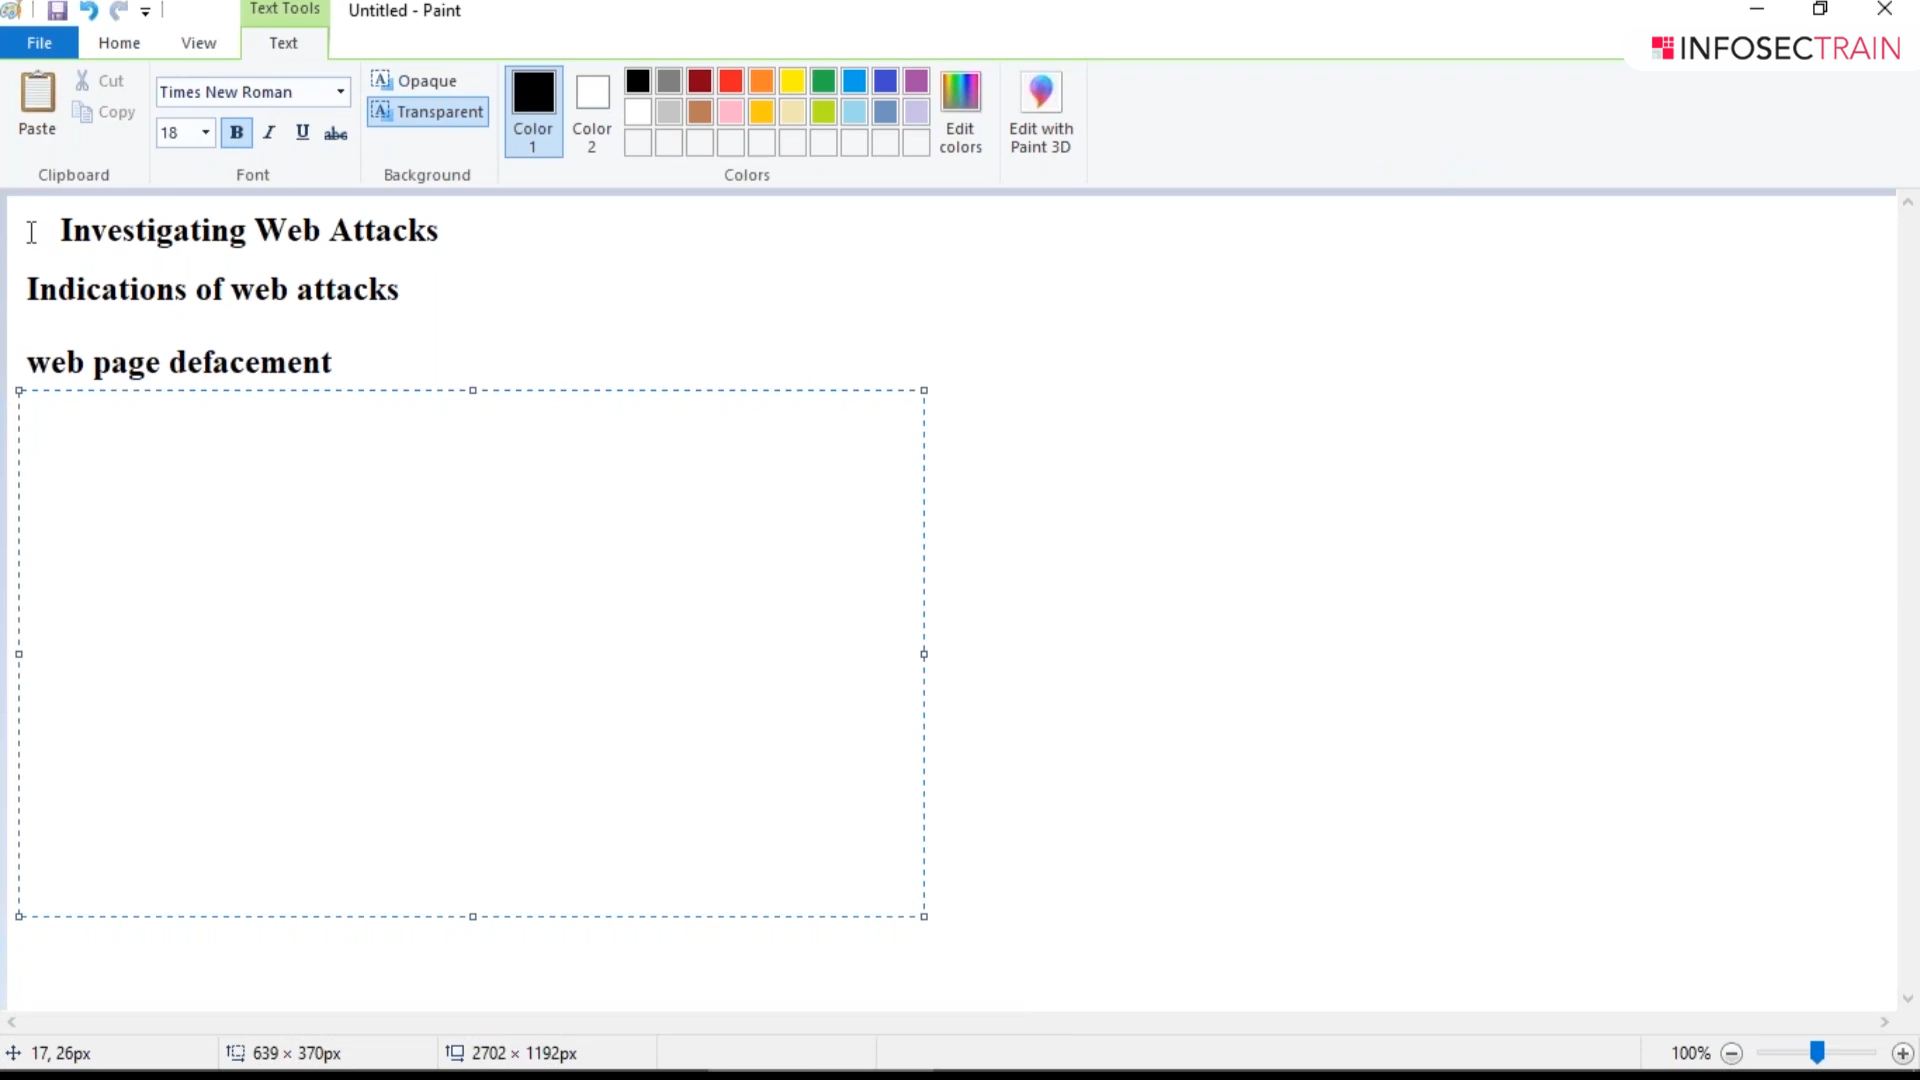 Text Tools
Untitled - Paint
File
Home
View
Text
INFOSECTRAIN
Paste
Cut
Copy
Clipboard
Times New Roman
18
B I U abc
Font
Opaque
Transparent
Background
Color 1
Color 2
Edit colors
Colors
Edit with Paint 3D
Investigating Web Attacks
Indications of web attacks
web page defacement
17, 26px
639 × 370px
2702 × 1192px
100%